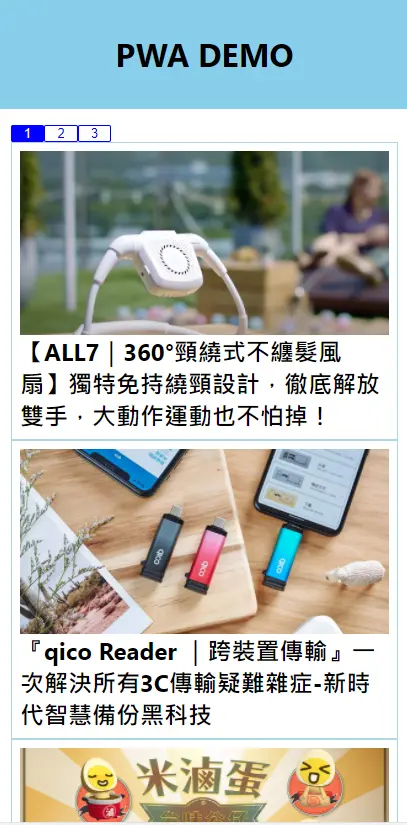 PWA DEMO
1 2 3
【ALL7｜360°頸繞式不纏髮風
扇】獨特免持繞頸設計，徹底解放
雙手，大動作運動也不怕掉！
qico
qico
qico
『qico Reader ｜跨裝置傳輸』一
次解決所有3C傳輸疑難雜症-新時
代智慧備份黑科技
米滷蛋